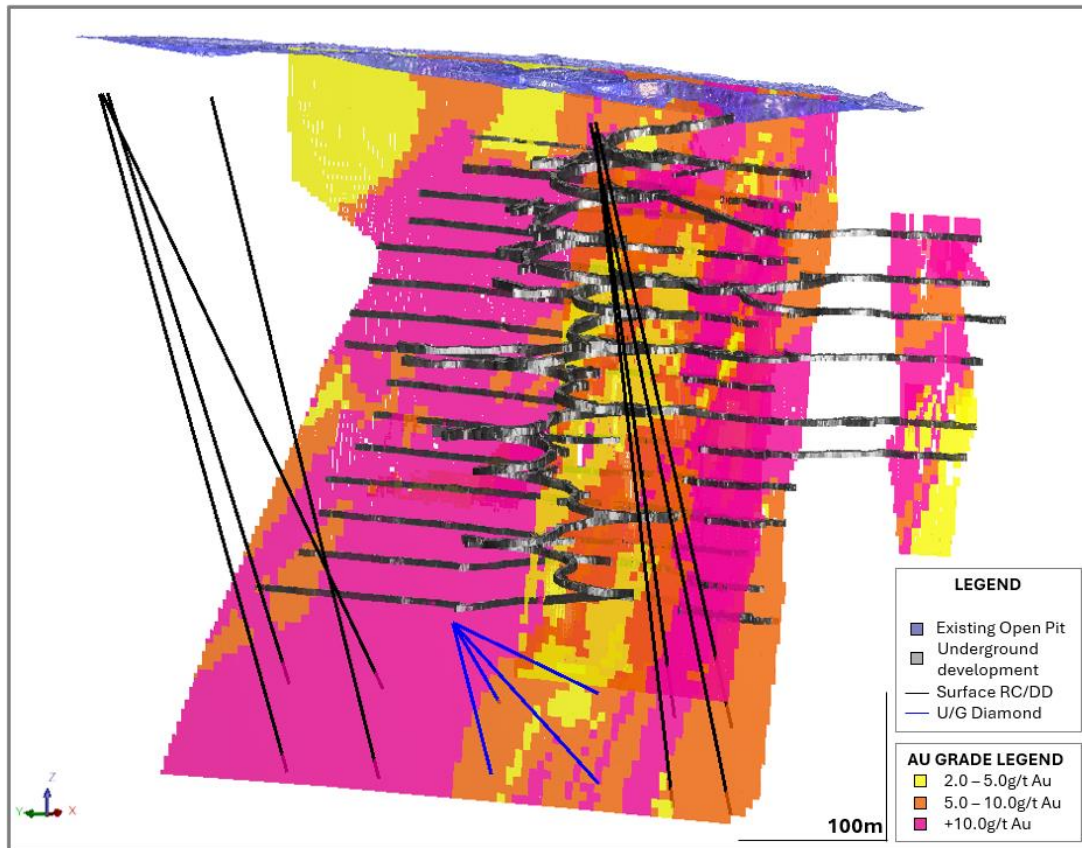 LEGEND
Existing Open Pit
Underground
development
Surface RC/DD
U/G Diamond
AU GRADE LEGEND
2.0 – 5.0g/t Au
5.0 – 10.0g/t Au
+10.0g/t Au
100m
Z
Y
X